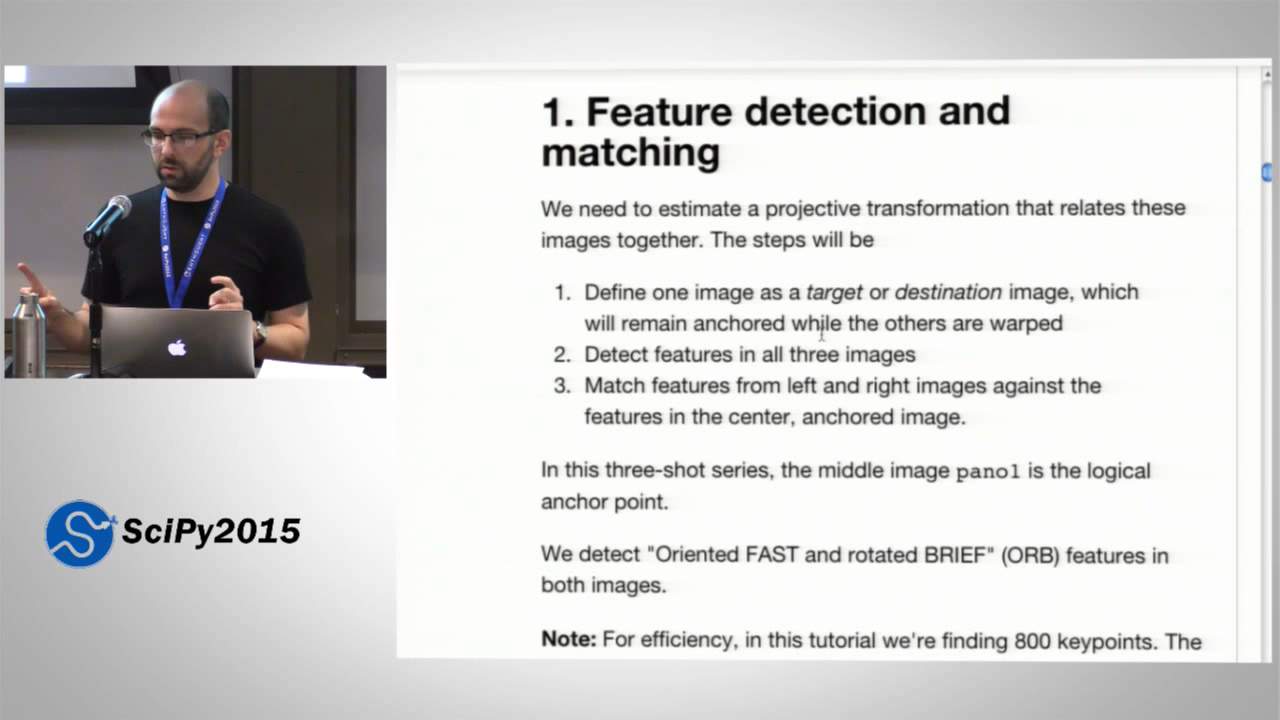 1. Feature detection and
matching
We need to estimate a projective transformation that relates these
images together. The steps will be
1. Define one image as a target or destination image, which
will remain anchored while the others are warped
2. Detect features in all three images
3. Match features from left and right images against the
features in the center, anchored image.
In this three-shot series, the middle image pano1 is the logical
anchor point.
We detect "Oriented FAST and rotated BRIEF" (ORB) features in
both images.
Note: For efficiency, in this tutorial we're finding 800 keypoints. The
SciPy2015